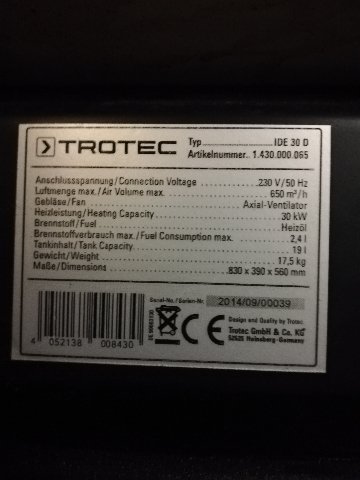 TROTEC
Typ IDE 30 D
Artikelnummer.. 1.430.000.065
Anschlussspannung/Connection Voltage 230 V/50 Hz
Luftmenge max./Air Volume max. 650 m³/h
Gebläse/Fan Axial-Ventilator
Heizleistung/Heating Capacity 30 kW
Brennstoff/Fuel Heizöl
Brennstoffverbrauch max./Fuel Consumption max. 2,4 l
Tankinhalt/Tank Capacity 19 l
Gewicht/Weight 17,5 kg
Maße/Dimensions 830 x 390 x 560 mm
Serial-No./Serien-Nr. 2014/09/00039
Design and Quality by Trotec
Trotec GmbH & Co. KG
52525 Heinsberg-Germany
CE
4 052138 008430